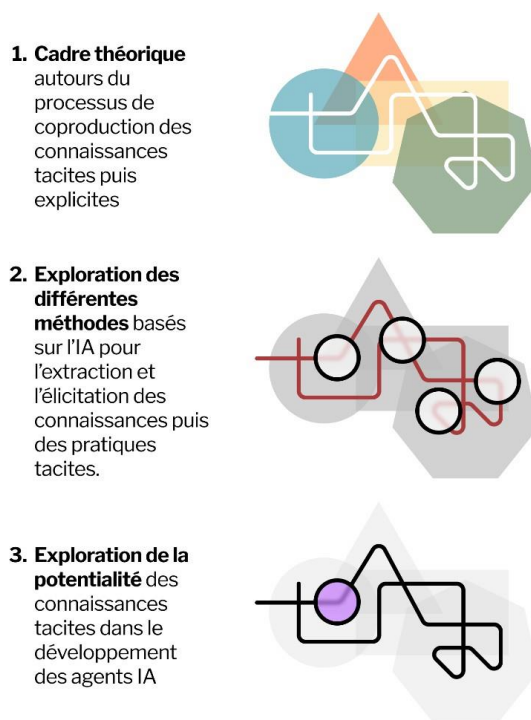 1. Cadre théorique
autours du
processus de
coproduction des
connaissances
tacites puis
explicites
2. Exploration des
différentes
méthodes basés
sur l'IA pour
l'extraction et
l'élicitation des
connaissances puis
des pratiques
tacites.
3. Exploration de la
potentialité des
connaissances
tacites dans le
développement
des agents IA